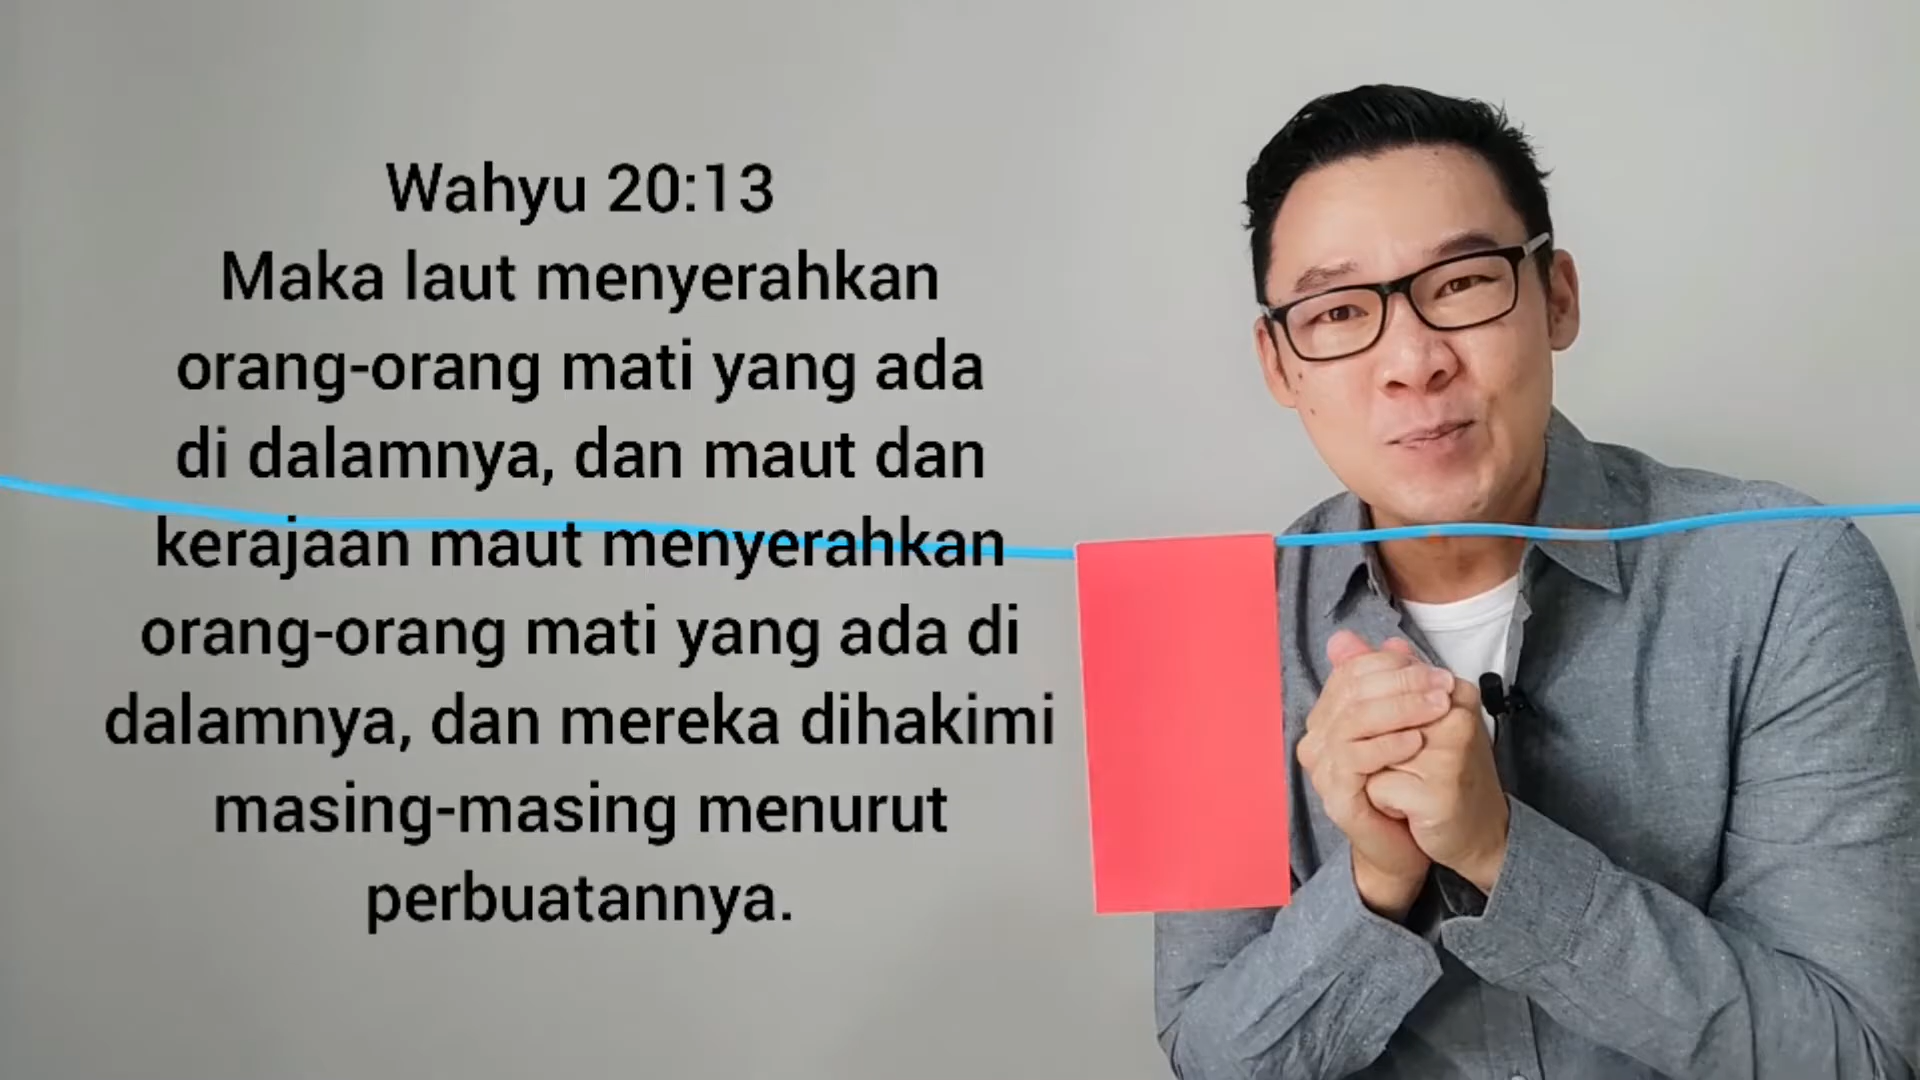 Wahyu 20:13
Maka laut menyerahkan
orang-orang mati yang ada
di dalamnya, dan maut dan
kerajaan maut menyerahkan
orang-orang mati yang ada di
dalamnya, dan mereka dihakimi
masing-masing menurut
perbuatannya.